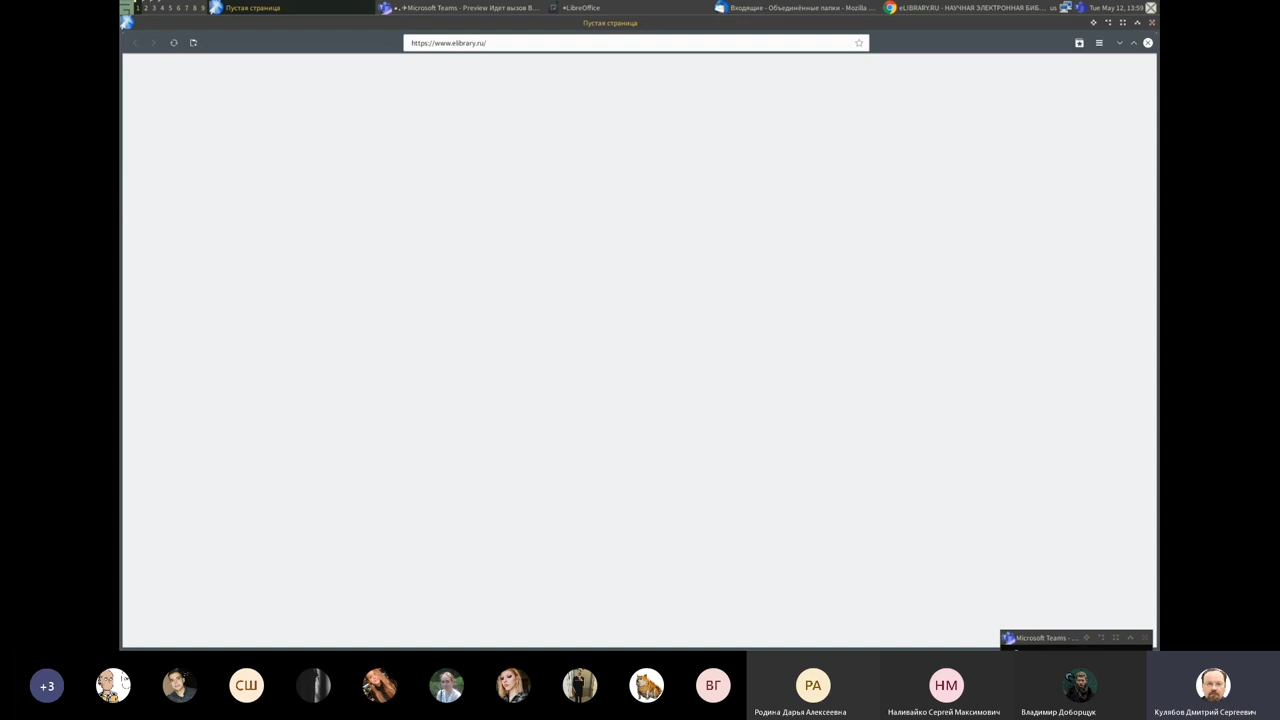 1 2 3 4 5 6 7 8 9 Пустая страница •.✈Microsoft Teams - Preview Идет вызов В... •LibreOffice Входящие - Объединённые папки - Mozilla ... eLIBRARY.RU - НАУЧНАЯ ЭЛЕКТРОННАЯ БИБ... us Tue May 12, 13:59
Пустая страница
https://www.elibrary.ru/
Microsoft Teams - ...
+3 СШ ВГ РА НМ
Родина Дарья Алексеевна Наливайко Сергей Максимович Владимир Доборщук Кулябов Дмитрий Сергеевич